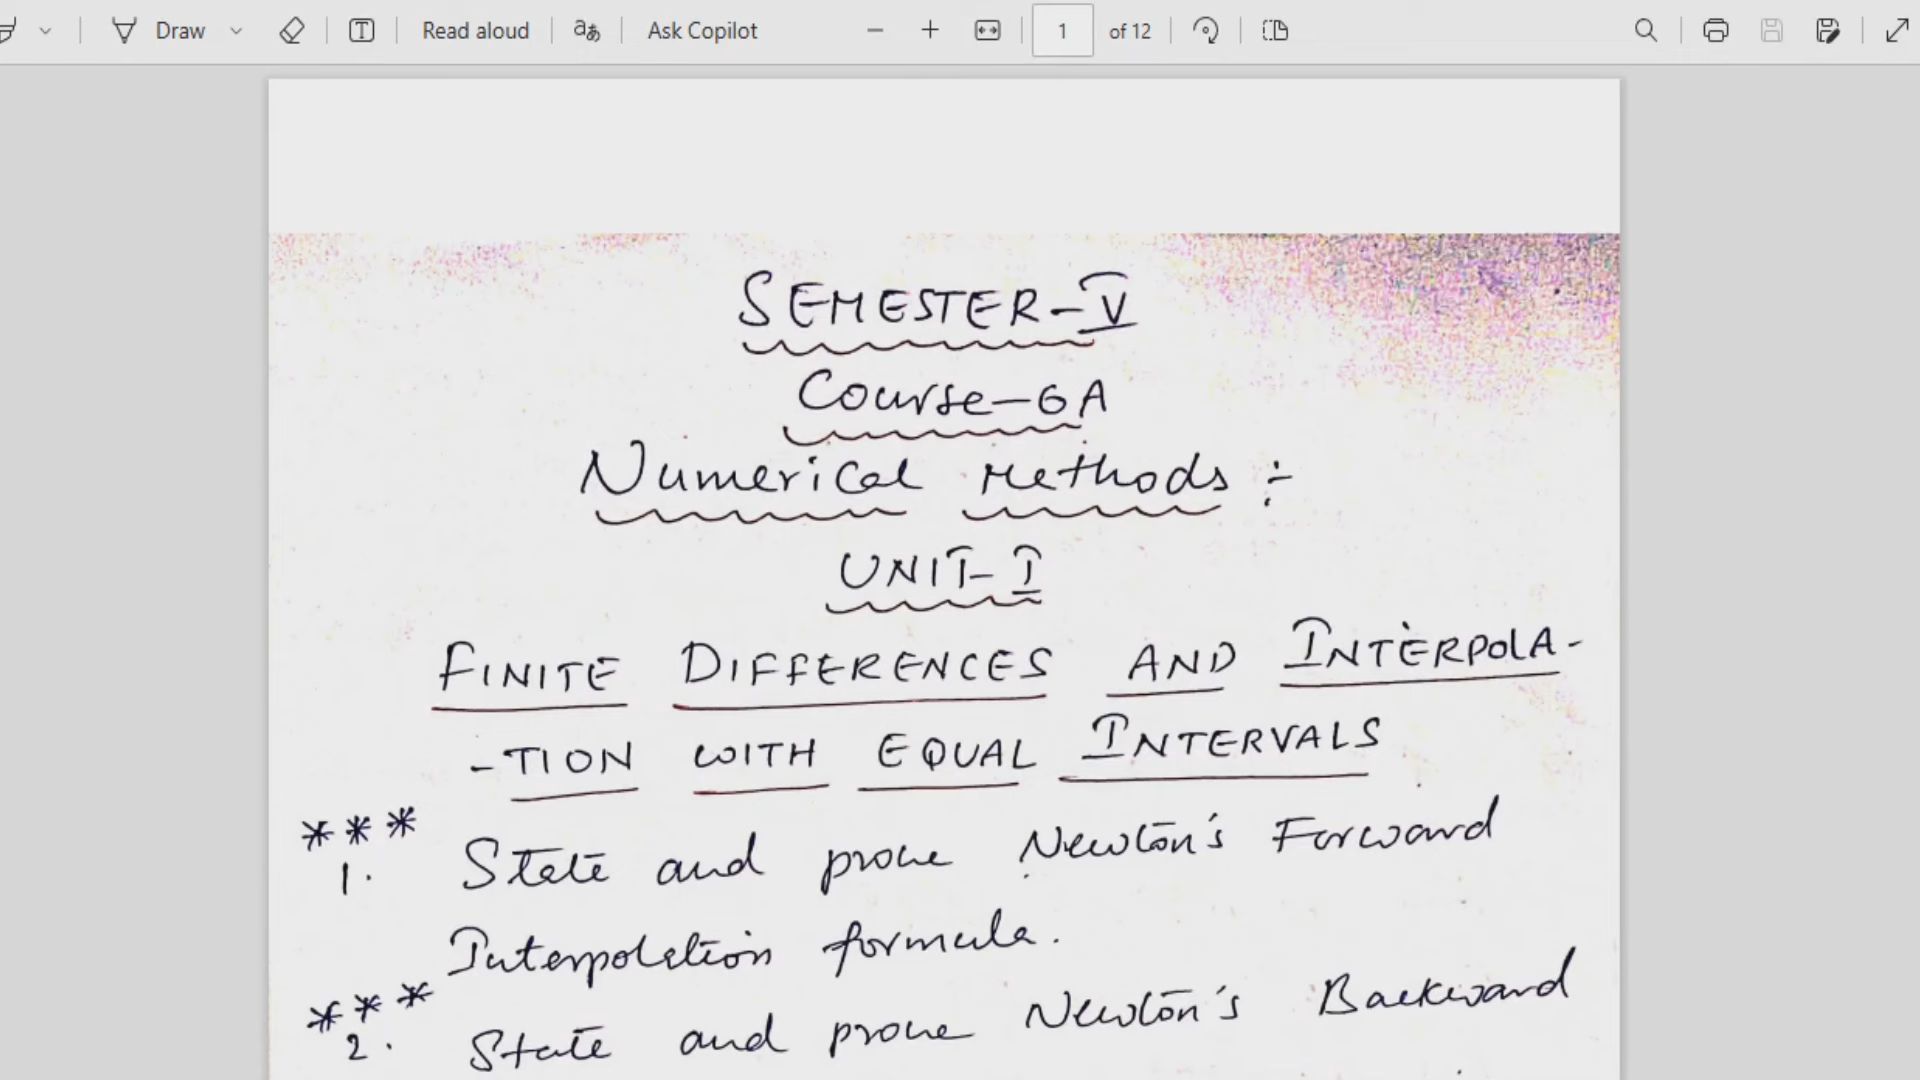 Draw
Read aloud
Ask Copilot
1 of 12
SEMESTER-V
Course-6A
Numerical Methods :-
UNIT-I
FINITE DIFFERENCES AND INTERPOLA-
-TION WITH EQUAL INTERVALS
***
1. State and prove Newton's Forward
Interpolation formula.
***
2. State and prove Newton's Backward